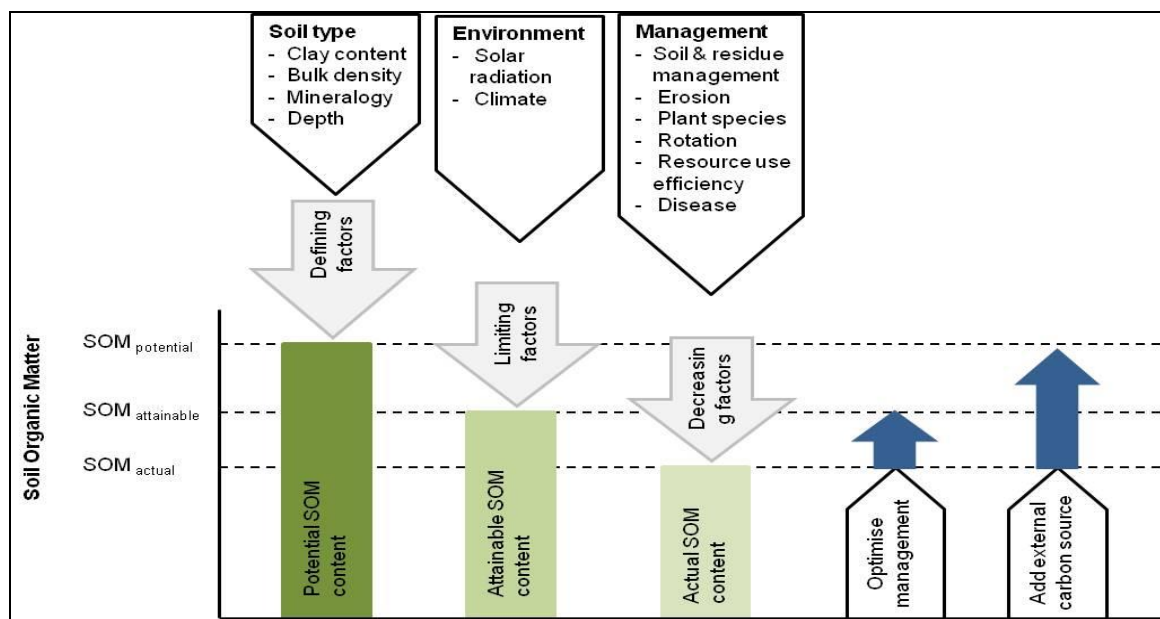 Soil type
- Clay content
- Bulk density
- Mineralogy
- Depth
Environment
- Solar
radiation
- Climate
Management
- Soil & residue
management
- Erosion
- Plant species
- Rotation
- Resource use
efficiency
- Disease
Defining
factors
Limiting
factors
Decreasin
g factors
Soil Organic Matter
SOM potential
SOM attainable
SOM actual
Potential SOM
content
Attainable SOM
content
Actual SOM
content
Optimise
management
Add external
carbon source